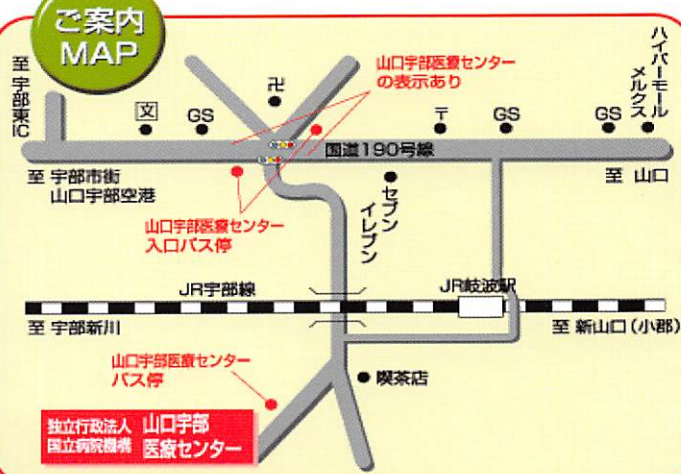 ご案内
MAP
至 宇部東IC
文
GS
卍
山口宇部医療センター
の表示あり
〒
GS
GS
ハイパーモール
メルクス
国道190号線
至 宇部市街
山口宇部空港
至 山口
山口宇部医療センター
入口バス停
セブン
イレブン
JR宇部線
JR岐波駅
至 宇部新川
至 新山口(小郡)
山口宇部医療センター
バス停
喫茶店
独立行政法人
国立病院機構
山口宇部
医療センター